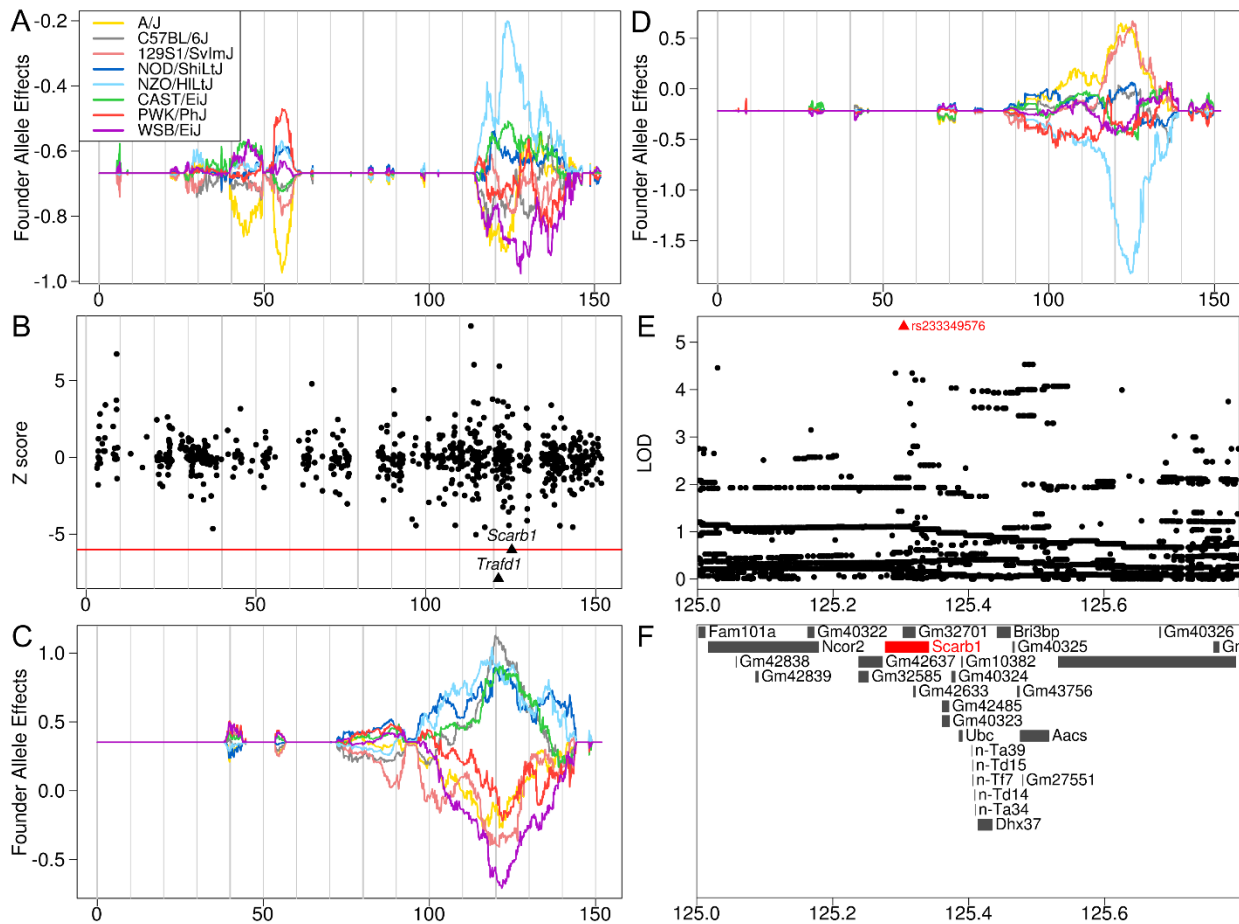 A
-0.2
-0.4
-0.6
-0.8
-1.0
Founder Allele Effects
A/J
C57BL/6J
129S1/SvImJ
NOD/ShiLtJ
NZO/HlLtJ
CAST/EiJ
PWK/PhJ
WSB/EiJ
0 50 100 150
D
0.5
0.0
-0.5
-1.0
-1.5
Founder Allele Effects
0 50 100 150
B
5
0
-5
Z score
Scarb1
Trafd1
0 50 100 150
E
5
4
3
2
1
0
LOD
rs233349576
125.0 125.2 125.4 125.6
C
1.0
0.5
0.0
-0.5
Founder Allele Effects
0 50 100 150
F
Fam101a Gm40322 Gm32701 Bri3bp Gm40326
Ncor2 Scarb1 Gm40325 Gm
Gm42838 Gm42637 Gm10382
Gm42839 Gm32585 Gm40324
Gm42633 Gm43756
Gm42485
Gm40323
Ubc Aacs
n-Ta39
n-Td15
n-Tf7 Gm27551
n-Td14
n-Ta34
Dhx37
125.0 125.2 125.4 125.6